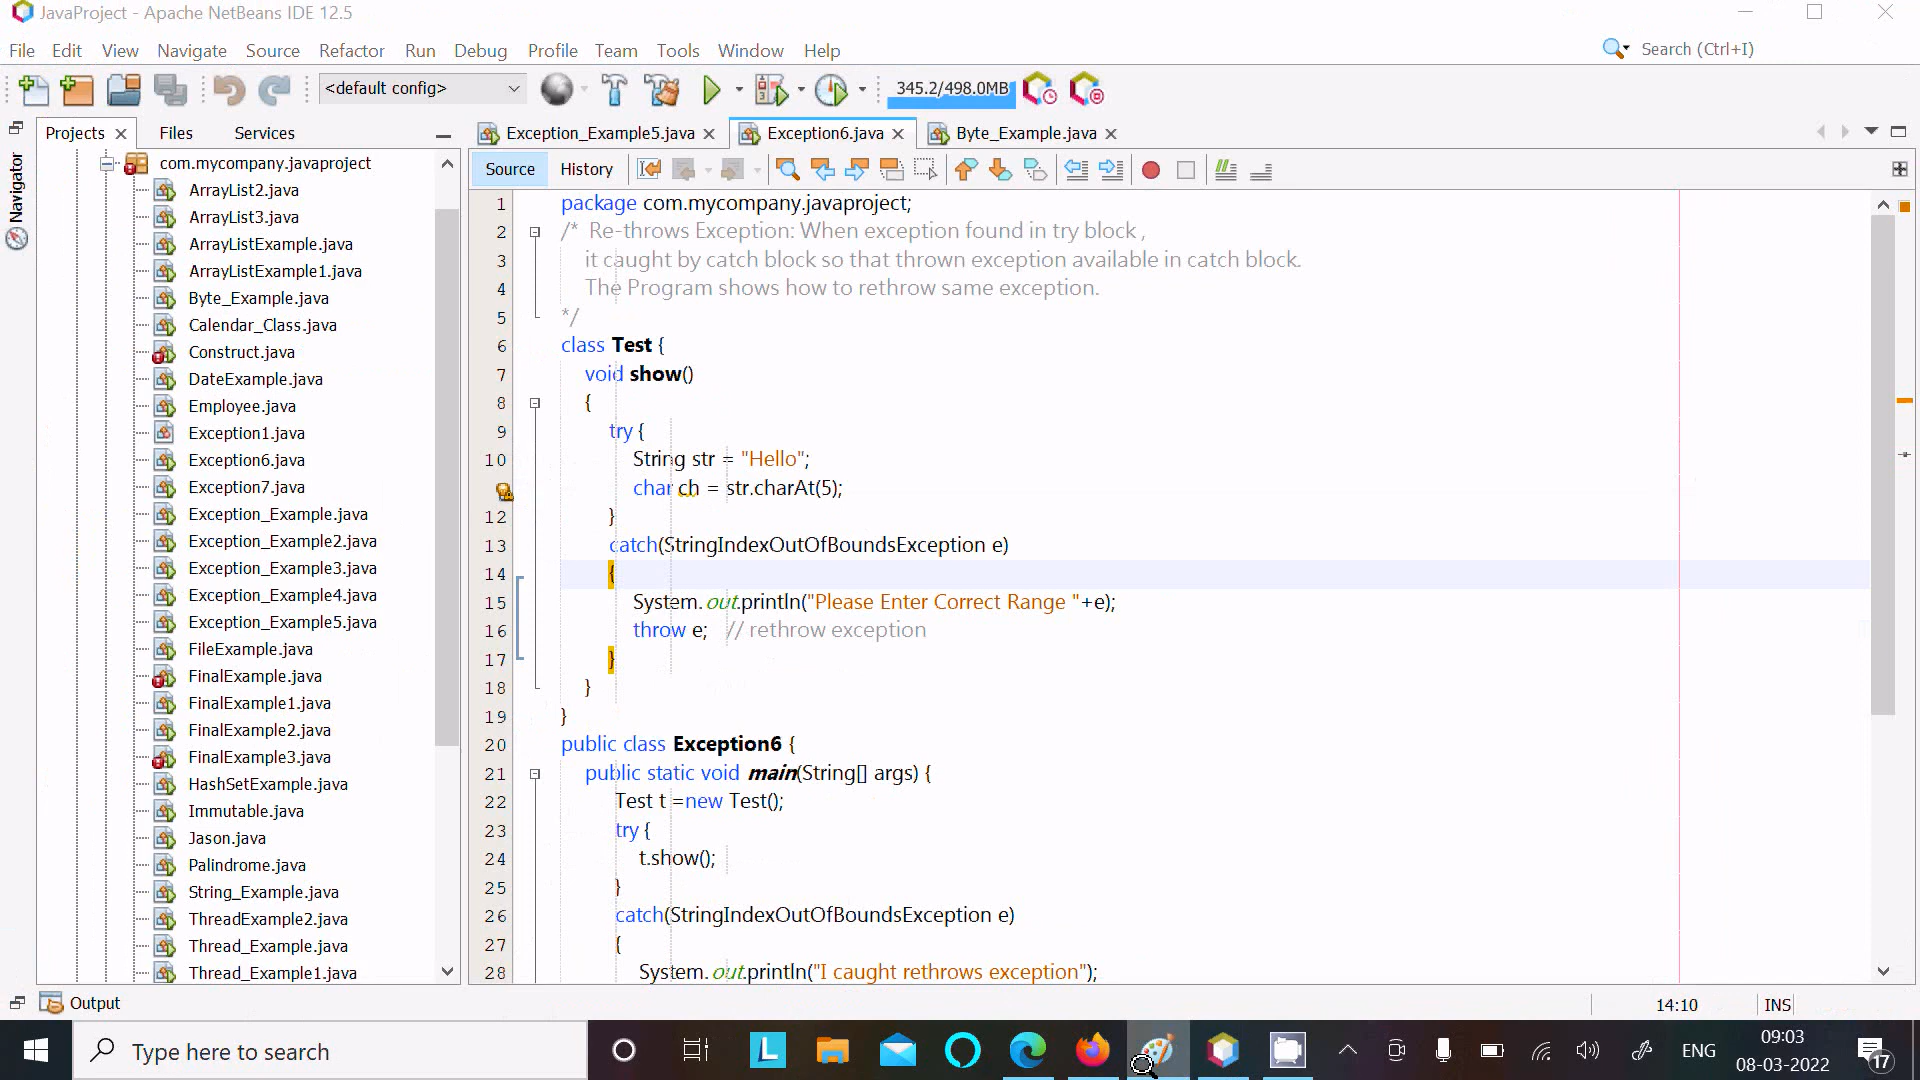 JavaProject - Apache NetBeans IDE 12.5
File Edit View Navigate Source Refactor Run Debug Profile Team Tools Window Help
Search (Ctrl+I)
<default config>
345.2/498.0MB
Navigator
Projects Files Services
com.mycompany.javaproject
ArrayList2.java
ArrayList3.java
ArrayListExample.java
ArrayListExample1.java
Byte_Example.java
Calendar_Class.java
Construct.java
DateExample.java
Employee.java
Exception1.java
Exception6.java
Exception7.java
Exception_Example.java
Exception_Example2.java
Exception_Example3.java
Exception_Example4.java
Exception_Example5.java
FileExample.java
FinalExample.java
FinalExample1.java
FinalExample2.java
FinalExample3.java
HashSetExample.java
Immutable.java
Jason.java
Palindrome.java
String_Example.java
ThreadExample2.java
Thread_Example.java
Thread_Example1.java
Exception_Example5.java Exception6.java Byte_Example.java
Source History
1 package com.mycompany.javaproject;
2 /* Re-throws Exception: When exception found in try block ,
3 it caught by catch block so that thrown exception available in catch block.
4 The Program shows how to rethrow same exception.
5 */
6 class Test {
7 void show()
8 {
9 try {
10 String str = "Hello";
char ch = str.charAt(5);
12 }
13 catch(StringIndexOutOfBoundsException e)
14 {
15 System.out.println("Please Enter Correct Range "+e);
16 throw e; // rethrow exception
17 }
18 }
19 }
20 public class Exception6 {
21 public static void main(String[] args) {
22 Test t =new Test();
23 try {
24 t.show();
25 }
26 catch(StringIndexOutOfBoundsException e)
27 {
28 System.out.println("I caught rethrows exception");
Output
14:10 INS
Type here to search
L
ENG
09:03
08-03-2022
17